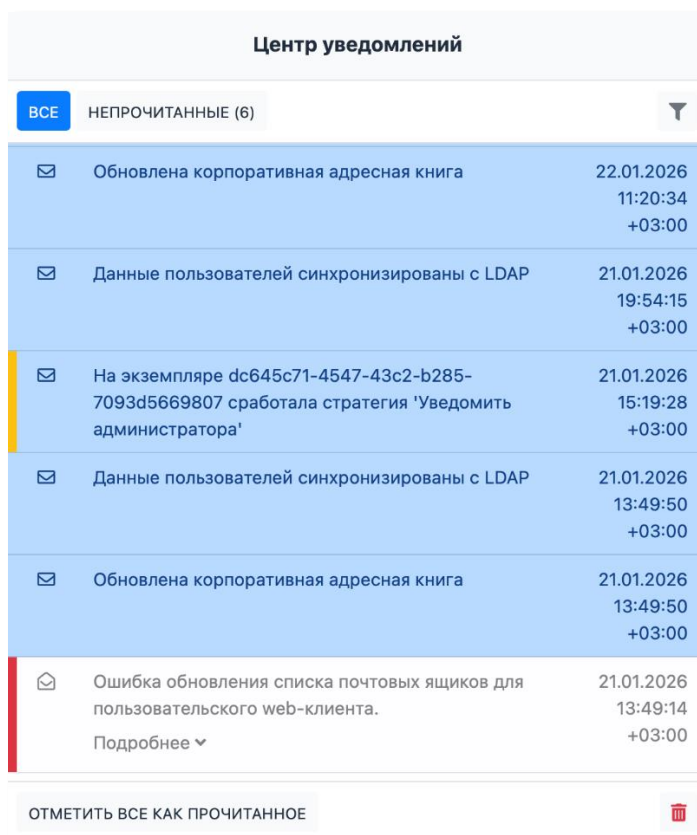 Центр уведомлений
ВСЕ
НЕПРОЧИТАННЫЕ (6)
Обновлена корпоративная адресная книга
22.01.2026
11:20:34
+03:00
Данные пользователей синхронизированы с LDAP
21.01.2026
19:54:15
+03:00
На экземпляре dc645c71-4547-43c2-b285-
7093d5669807 сработала стратегия 'Уведомить
администратора'
21.01.2026
15:19:28
+03:00
Данные пользователей синхронизированы с LDAP
21.01.2026
13:49:50
+03:00
Обновлена корпоративная адресная книга
21.01.2026
13:49:50
+03:00
Ошибка обновления списка почтовых ящиков для
пользовательского web-клиента.
Подробнее
21.01.2026
13:49:14
+03:00
ОТМЕТИТЬ ВСЕ КАК ПРОЧИТАННОЕ